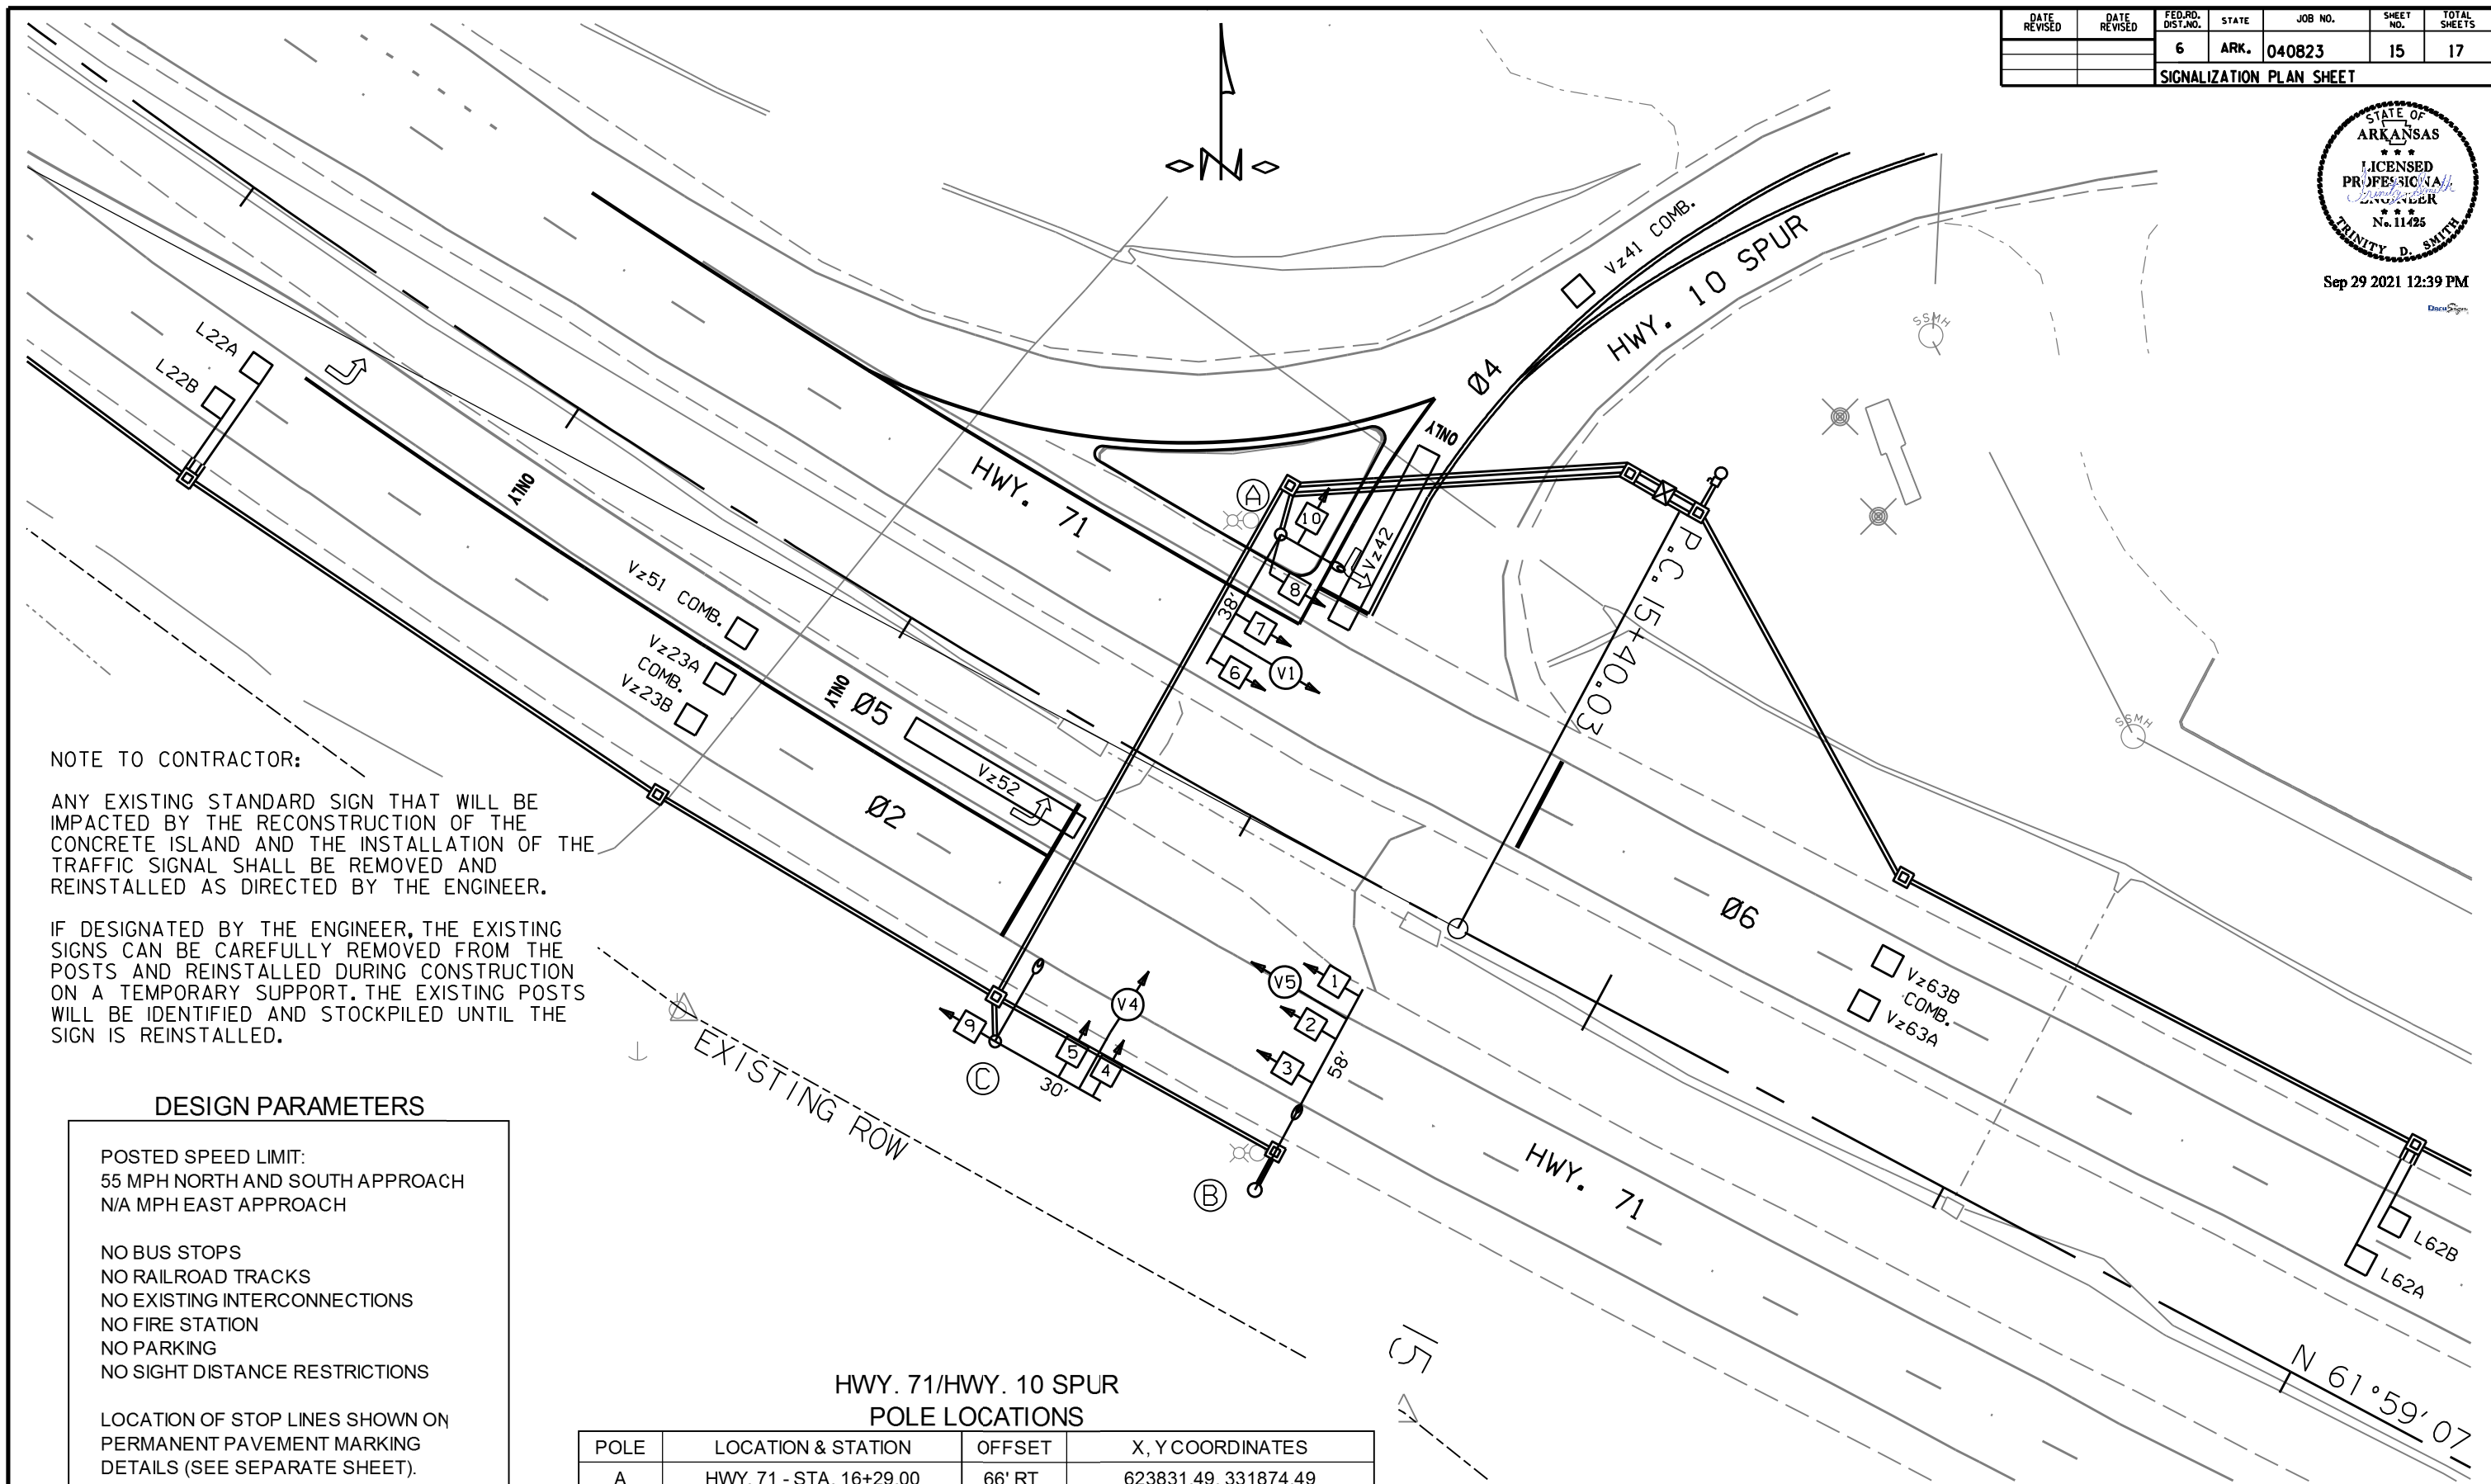 DATE REVISED
DATE REVISED
FED.RD. DIST.NO.
STATE
JOB NO.
SHEET NO.
TOTAL SHEETS
6
ARK.
040823
15
17
SIGNALIZATION PLAN SHEET
STATE OF
ARKANSAS
LICENSED
PROFESSIONAL
ENGINEER
No. 11425
TRINITY D. SMITH
Sep 29 2021 12:39 PM
DocuSign
N
Vz41 COMB.
HWY. 10 SPUR
SSMH
Ø4
ONLY
L22A
L22B
ONLY
HWY. 71
A
10
Vz42
8
38'
7
6
V1
P.C. 15+40.03
SSMH
Vz51 COMB.
Vz23A
COMB.
Vz23B
ONLY
Ø5
Vz52
Ø2
Ø6
NOTE TO CONTRACTOR:
ANY EXISTING STANDARD SIGN THAT WILL BE
IMPACTED BY THE RECONSTRUCTION OF THE
CONCRETE ISLAND AND THE INSTALLATION OF THE
TRAFFIC SIGNAL SHALL BE REMOVED AND
REINSTALLED AS DIRECTED BY THE ENGINEER.
IF DESIGNATED BY THE ENGINEER, THE EXISTING
SIGNS CAN BE CAREFULLY REMOVED FROM THE
POSTS AND REINSTALLED DURING CONSTRUCTION
ON A TEMPORARY SUPPORT. THE EXISTING POSTS
WILL BE IDENTIFIED AND STOCKPILED UNTIL THE
SIGN IS REINSTALLED.
Vz63B
COMB.
Vz63A
V5
1
2
3
58'
V4
9
5
4
30'
C
B
EXISTING ROW
HWY. 71
L62B
L62A
15
N 61°59'07
DESIGN PARAMETERS
POSTED SPEED LIMIT:
55 MPH NORTH AND SOUTH APPROACH
N/A MPH EAST APPROACH
NO BUS STOPS
NO RAILROAD TRACKS
NO EXISTING INTERCONNECTIONS
NO FIRE STATION
NO PARKING
NO SIGHT DISTANCE RESTRICTIONS
LOCATION OF STOP LINES SHOWN ON
PERMANENT PAVEMENT MARKING
DETAILS (SEE SEPARATE SHEET).
HWY. 71/HWY. 10 SPUR
POLE LOCATIONS
POLE
LOCATION & STATION
OFFSET
X, Y COORDINATES
A
HWY. 71 - STA. 16+29.00
66' RT
623831.49, 331874.49